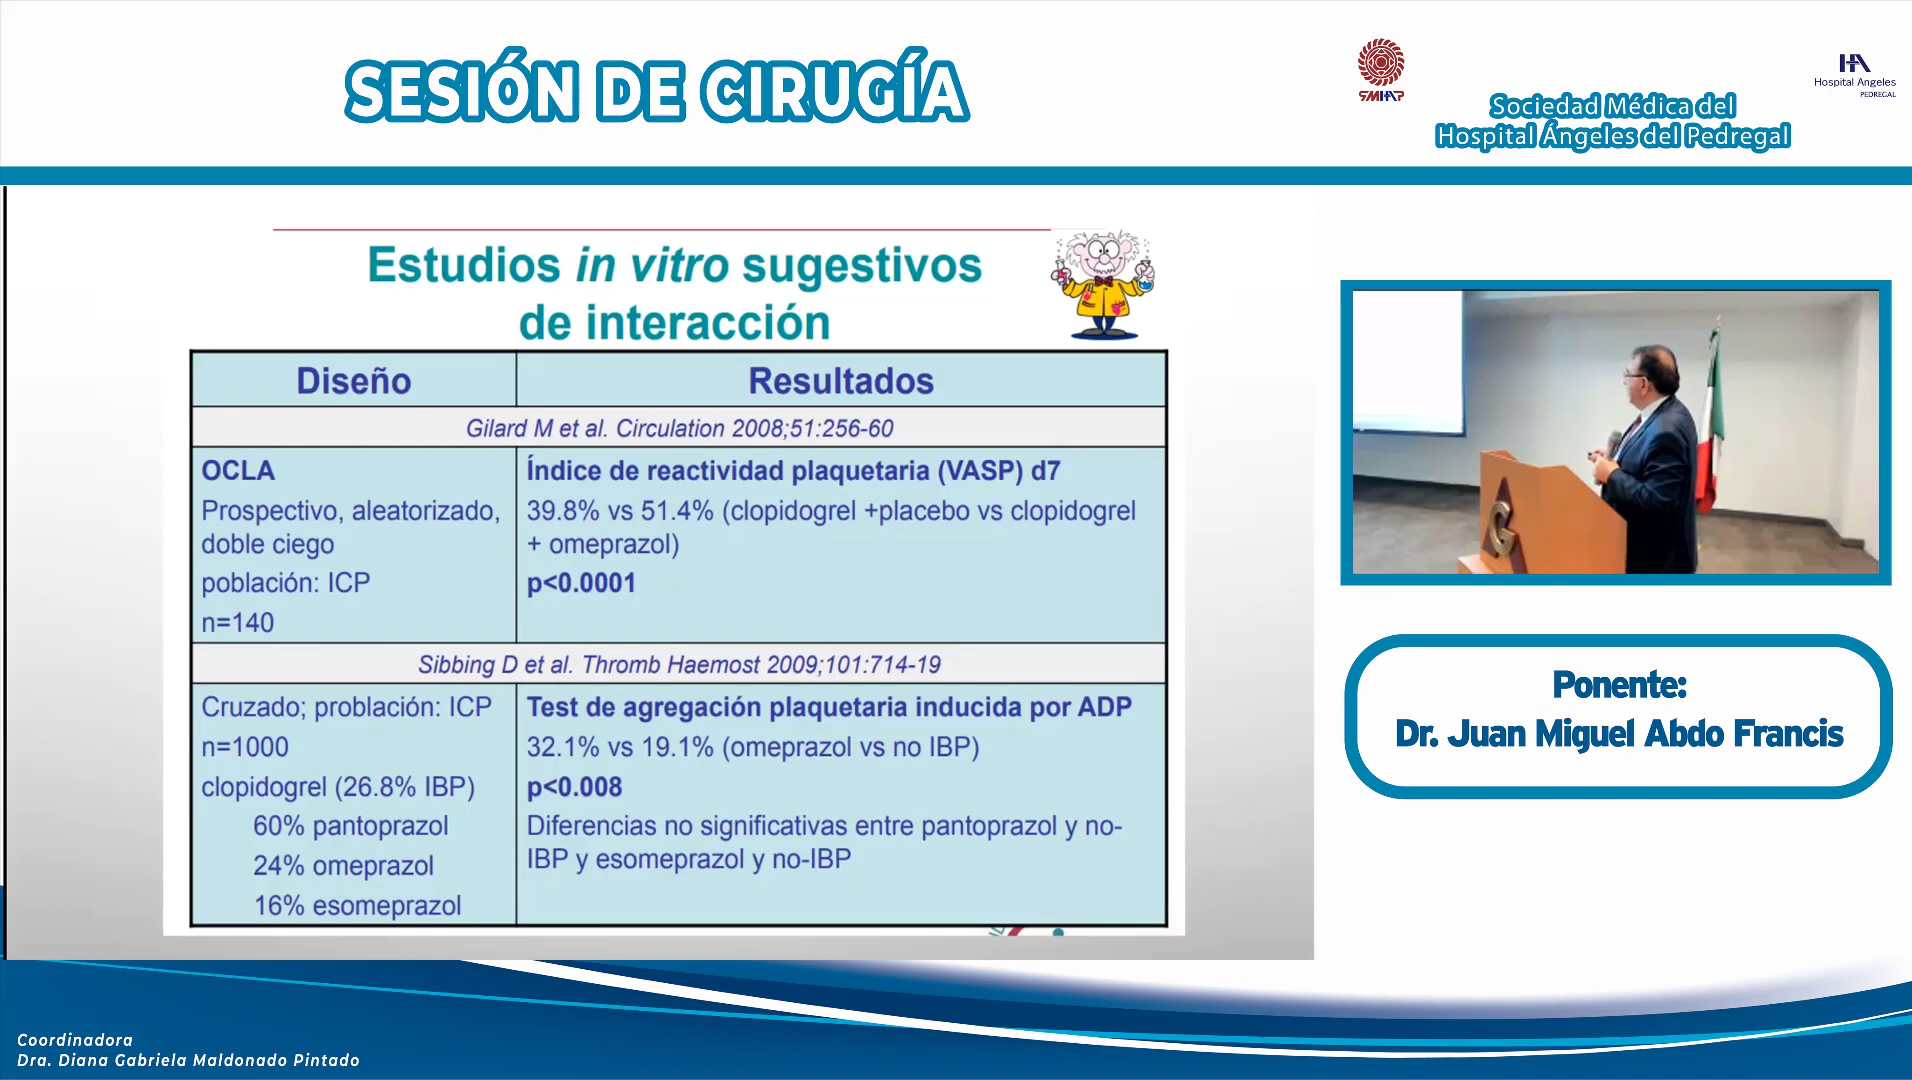 SESIÓN DE CIRUGÍA
SMHAP
Sociedad Médica del
Hospital Ángeles del Pedregal
HA
Hospital Angeles
PEDREGAL
Estudios in vitro sugestivos
de interacción
Diseño
Resultados
Gilard M et al. Circulation 2008;51:256-60
OCLA
Prospectivo, aleatorizado,
doble ciego
población: ICP
n=140
Índice de reactividad plaquetaria (VASP) d7
39.8% vs 51.4% (clopidogrel +placebo vs clopidogrel
+ omeprazol)
p<0.0001
Sibbing D et al. Thromb Haemost 2009;101:714-19
Cruzado; problación: ICP
n=1000
clopidogrel (26.8% IBP)
60% pantoprazol
24% omeprazol
16% esomeprazol
Test de agregación plaquetaria inducida por ADP
32.1% vs 19.1% (omeprazol vs no IBP)
p<0.008
Diferencias no significativas entre pantoprazol y no-
IBP y esomeprazol y no-IBP
Ponente:
Dr. Juan Miguel Abdo Francis
Coordinadora
Dra. Diana Gabriela Maldonado Pintado